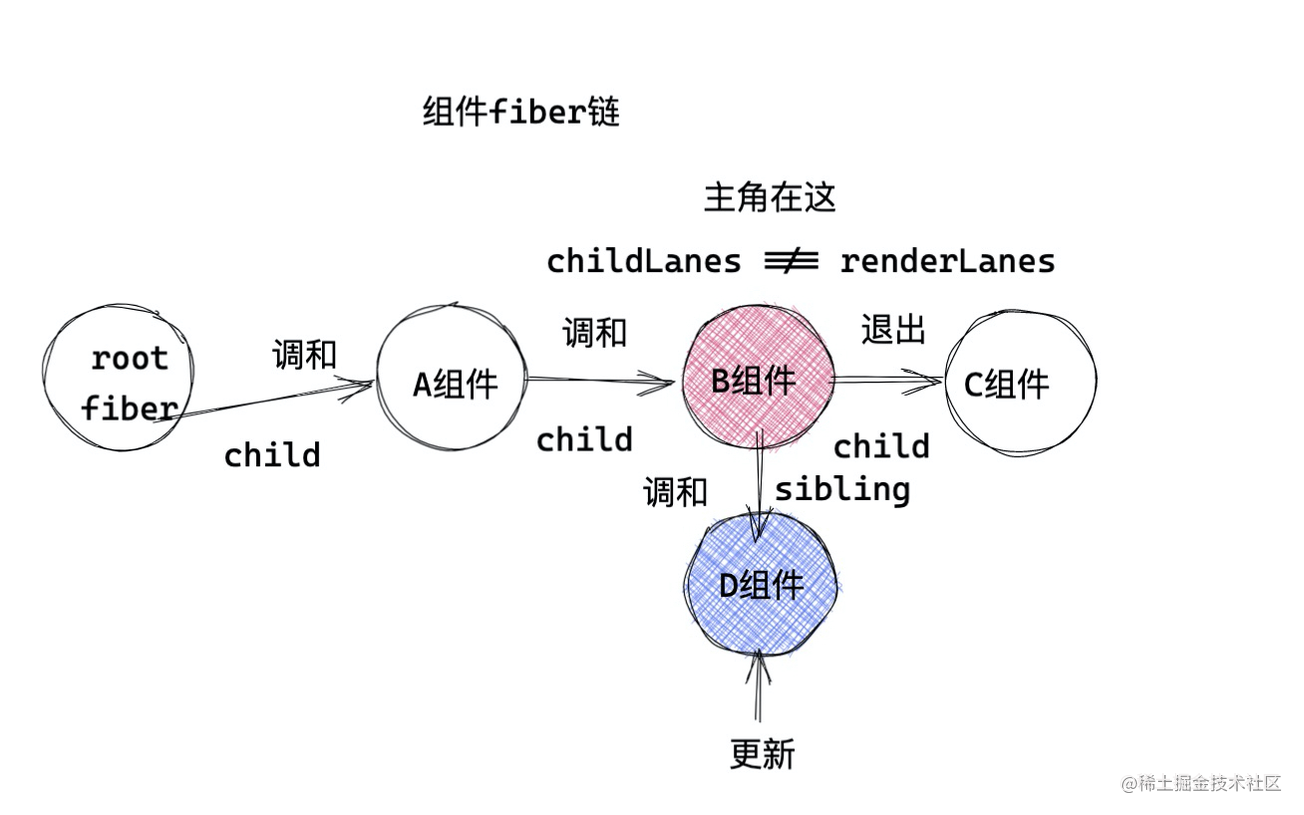 组件fiber链
主角在这
childLanes ≢ renderLanes
root
fiber
调和
child
A组件
调和
child
B组件
退出
child
C组件
调和
sibling
D组件
更新
@稀土掘金技术社区